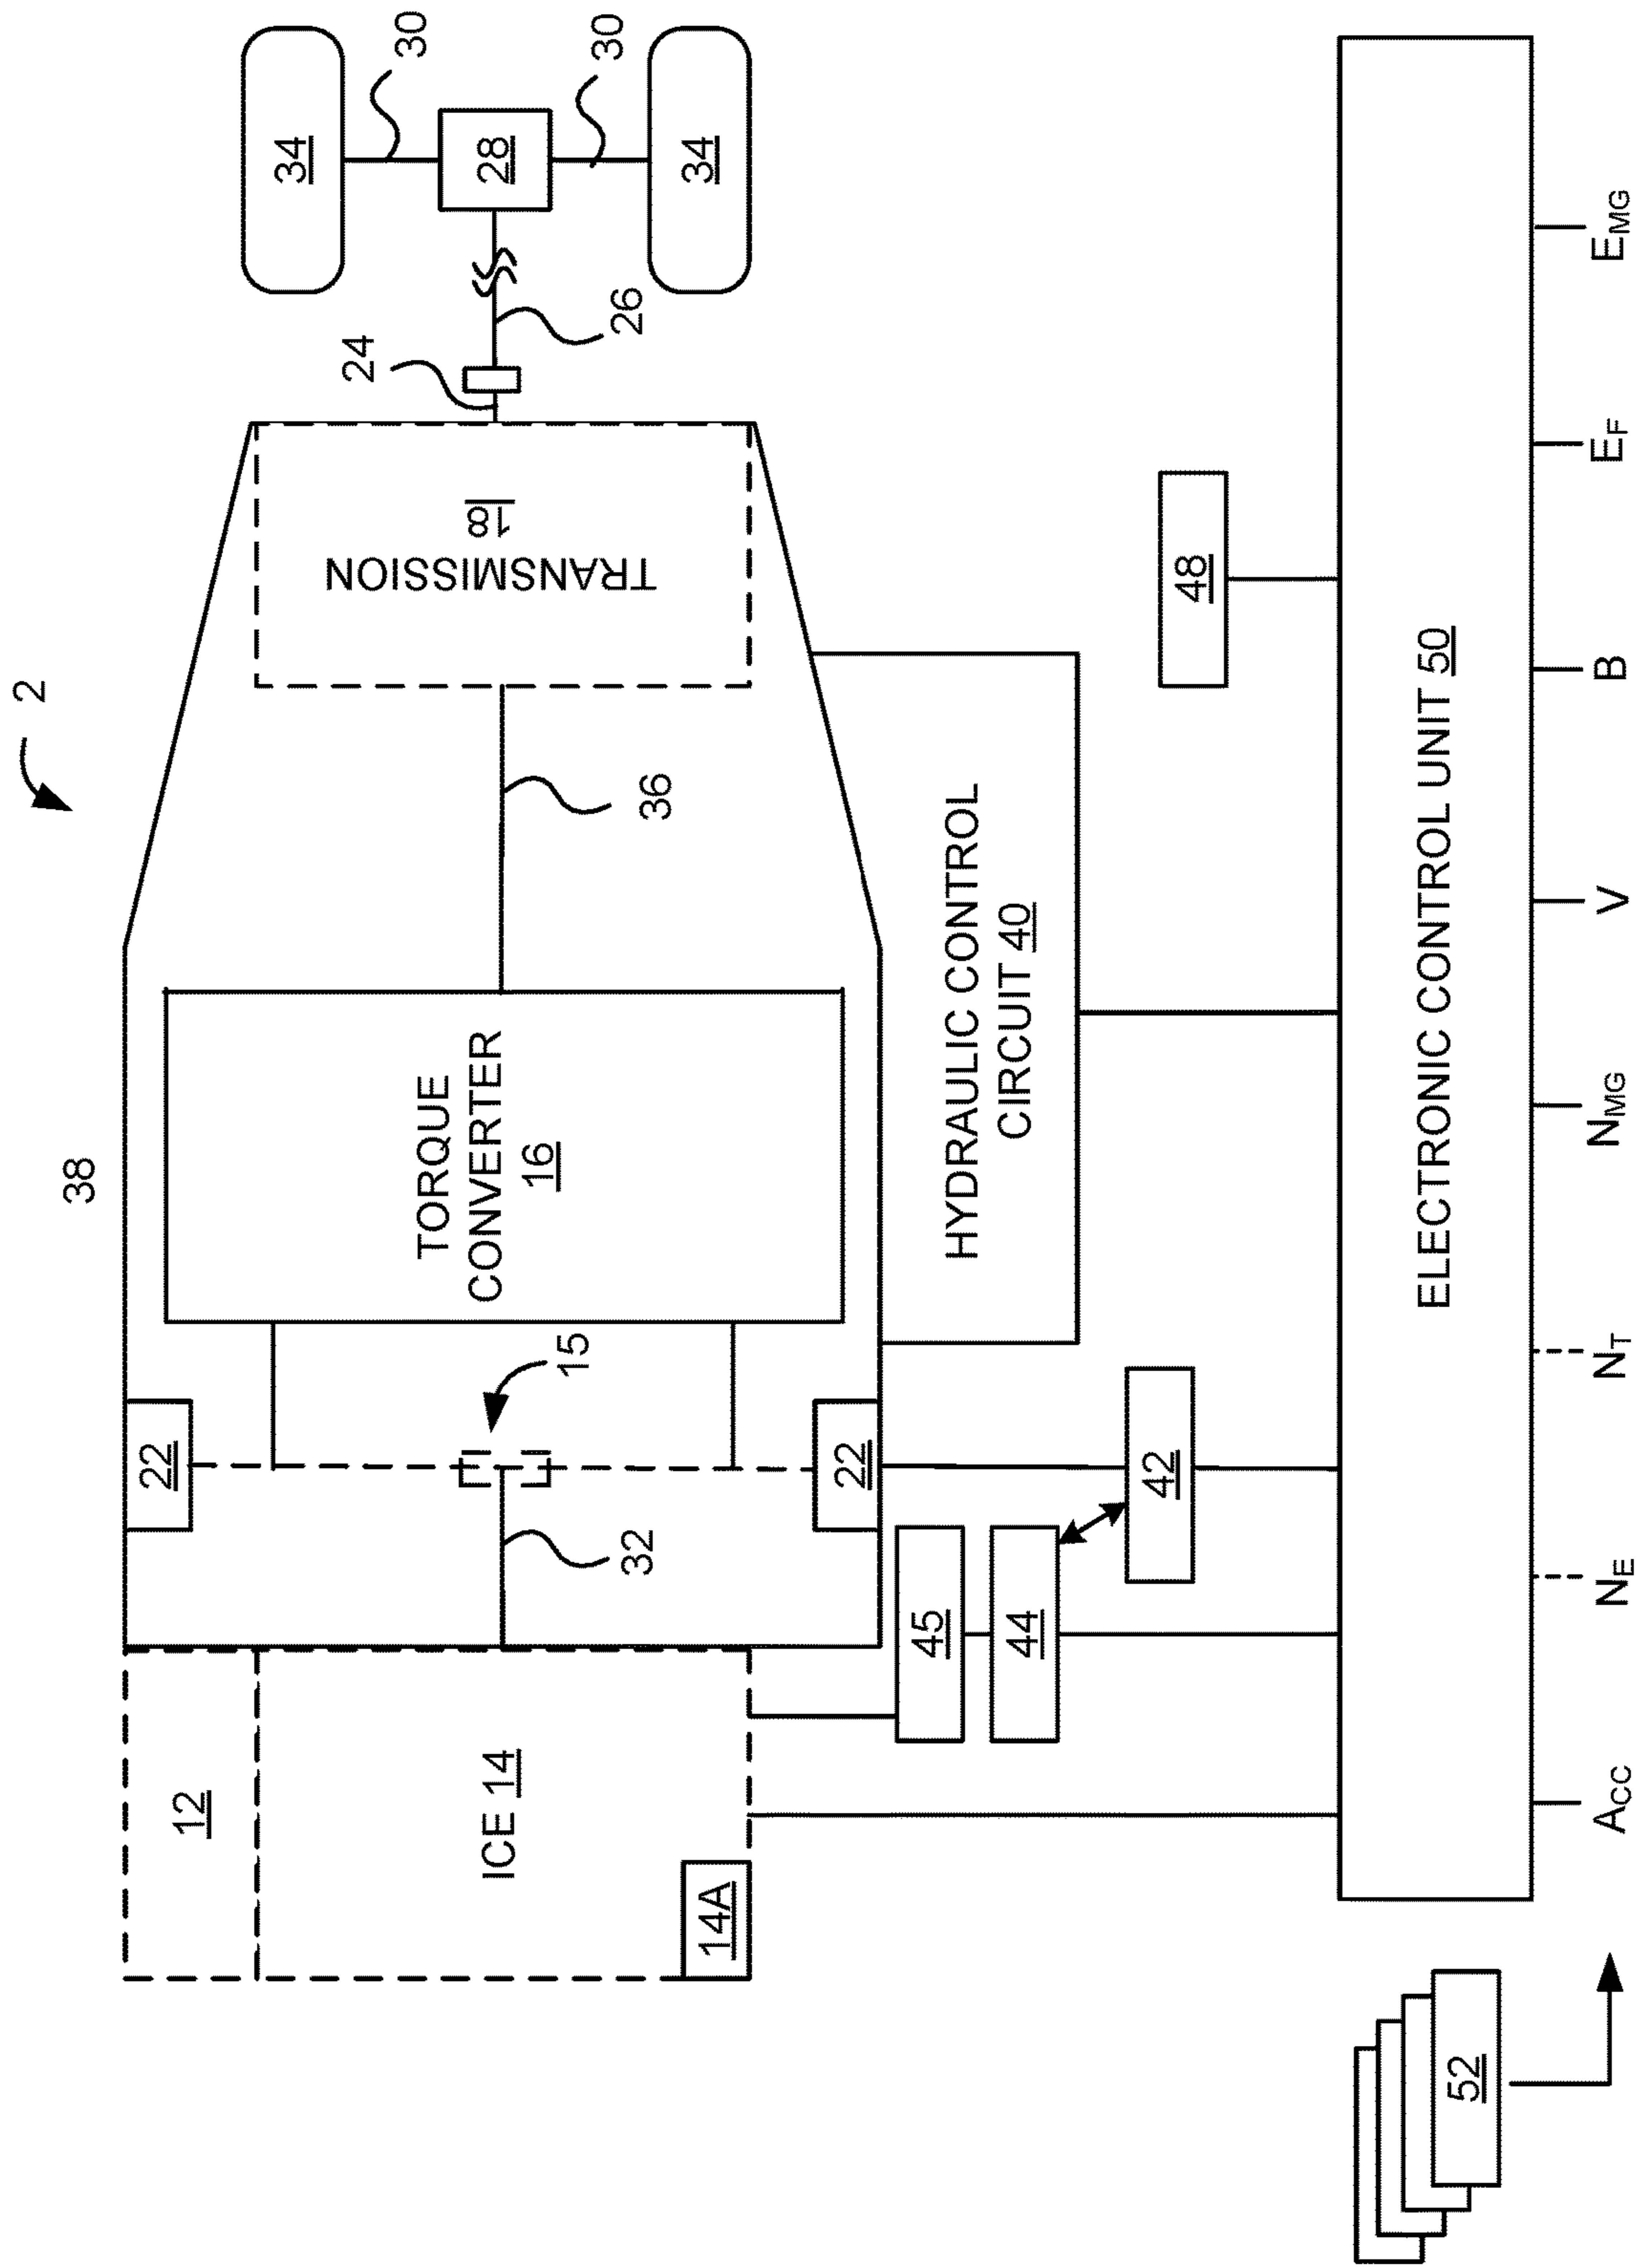 2
38
12
ICE 14
14A
22
22
15
32
TORQUE
CONVERTER
16
36
TRANSMISSION
18
24
26
28
30
30
34
34
HYDRAULIC CONTROL
CIRCUIT 40
45
44
42
48
ELECTRONIC CONTROL UNIT 50
52
ACC
NE
NT
NMG
V
B
EF
EMG